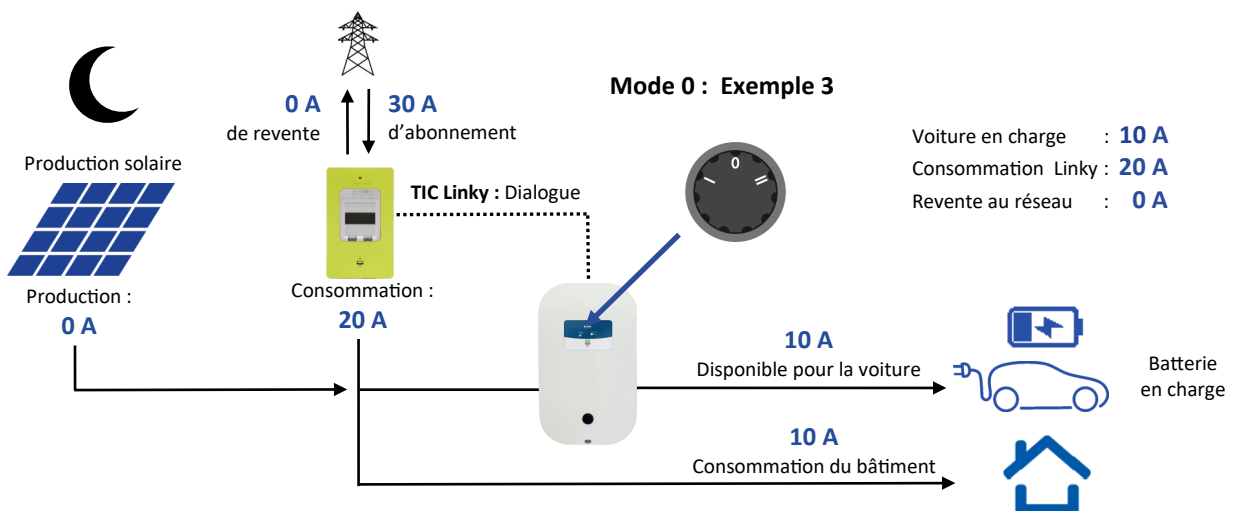 Mode 0 : Exemple 3
0 A
de revente
30 A
d'abonnement
Production solaire
TIC Linky : Dialogue
0
I
II
Voiture en charge : 10 A
Consommation Linky : 20 A
Revente au réseau : 0 A
Production :
0 A
Consommation :
20 A
10 A
Disponible pour la voiture
Batterie
en charge
10 A
Consommation du bâtiment